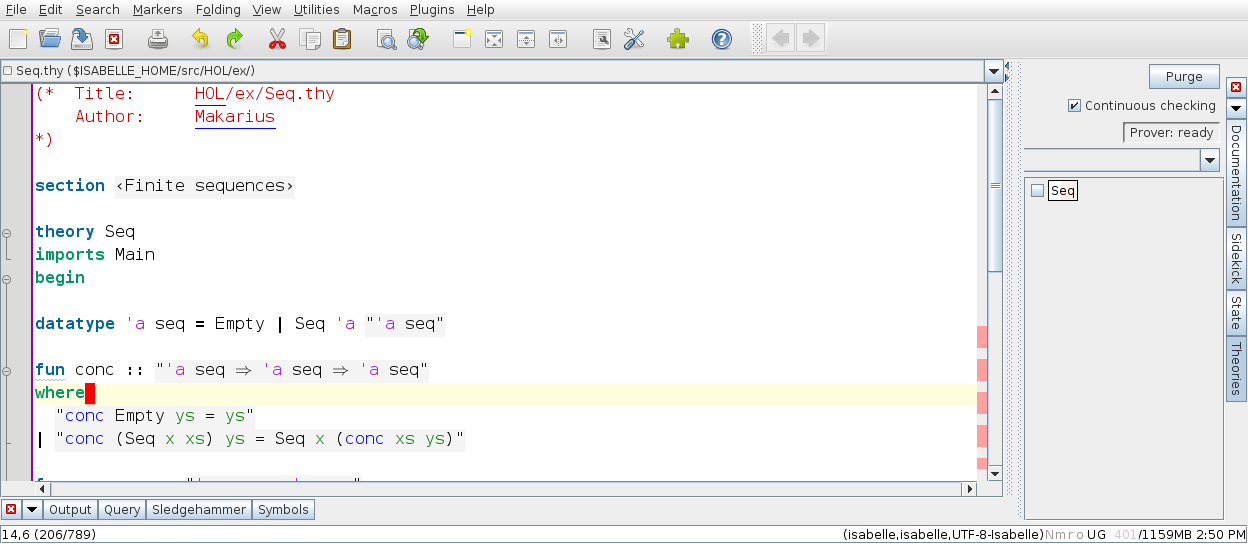 File Edit Search Markers Folding View Utilities Macros Plugins Help
Seq.thy ($ISABELLE_HOME/src/HOL/ex/)
(*  Title:      HOL/ex/Seq.thy
    Author:     Makarius
*)
section ‹Finite sequences›
theory Seq
imports Main
begin
datatype 'a seq = Empty | Seq 'a "'a seq"
fun conc :: "'a seq ⇒ 'a seq ⇒ 'a seq"
where
  "conc Empty ys = ys"
| "conc (Seq x xs) ys = Seq x (conc xs ys)"
Purge
Continuous checking
Prover: ready
Seq
Documentation
Sidekick
State
Theories
Output Query Sledgehammer Symbols
14,6 (206/789) (isabelle,isabelle,UTF-8-Isabelle)Nmro UG 401/1159MB 2:50 PM